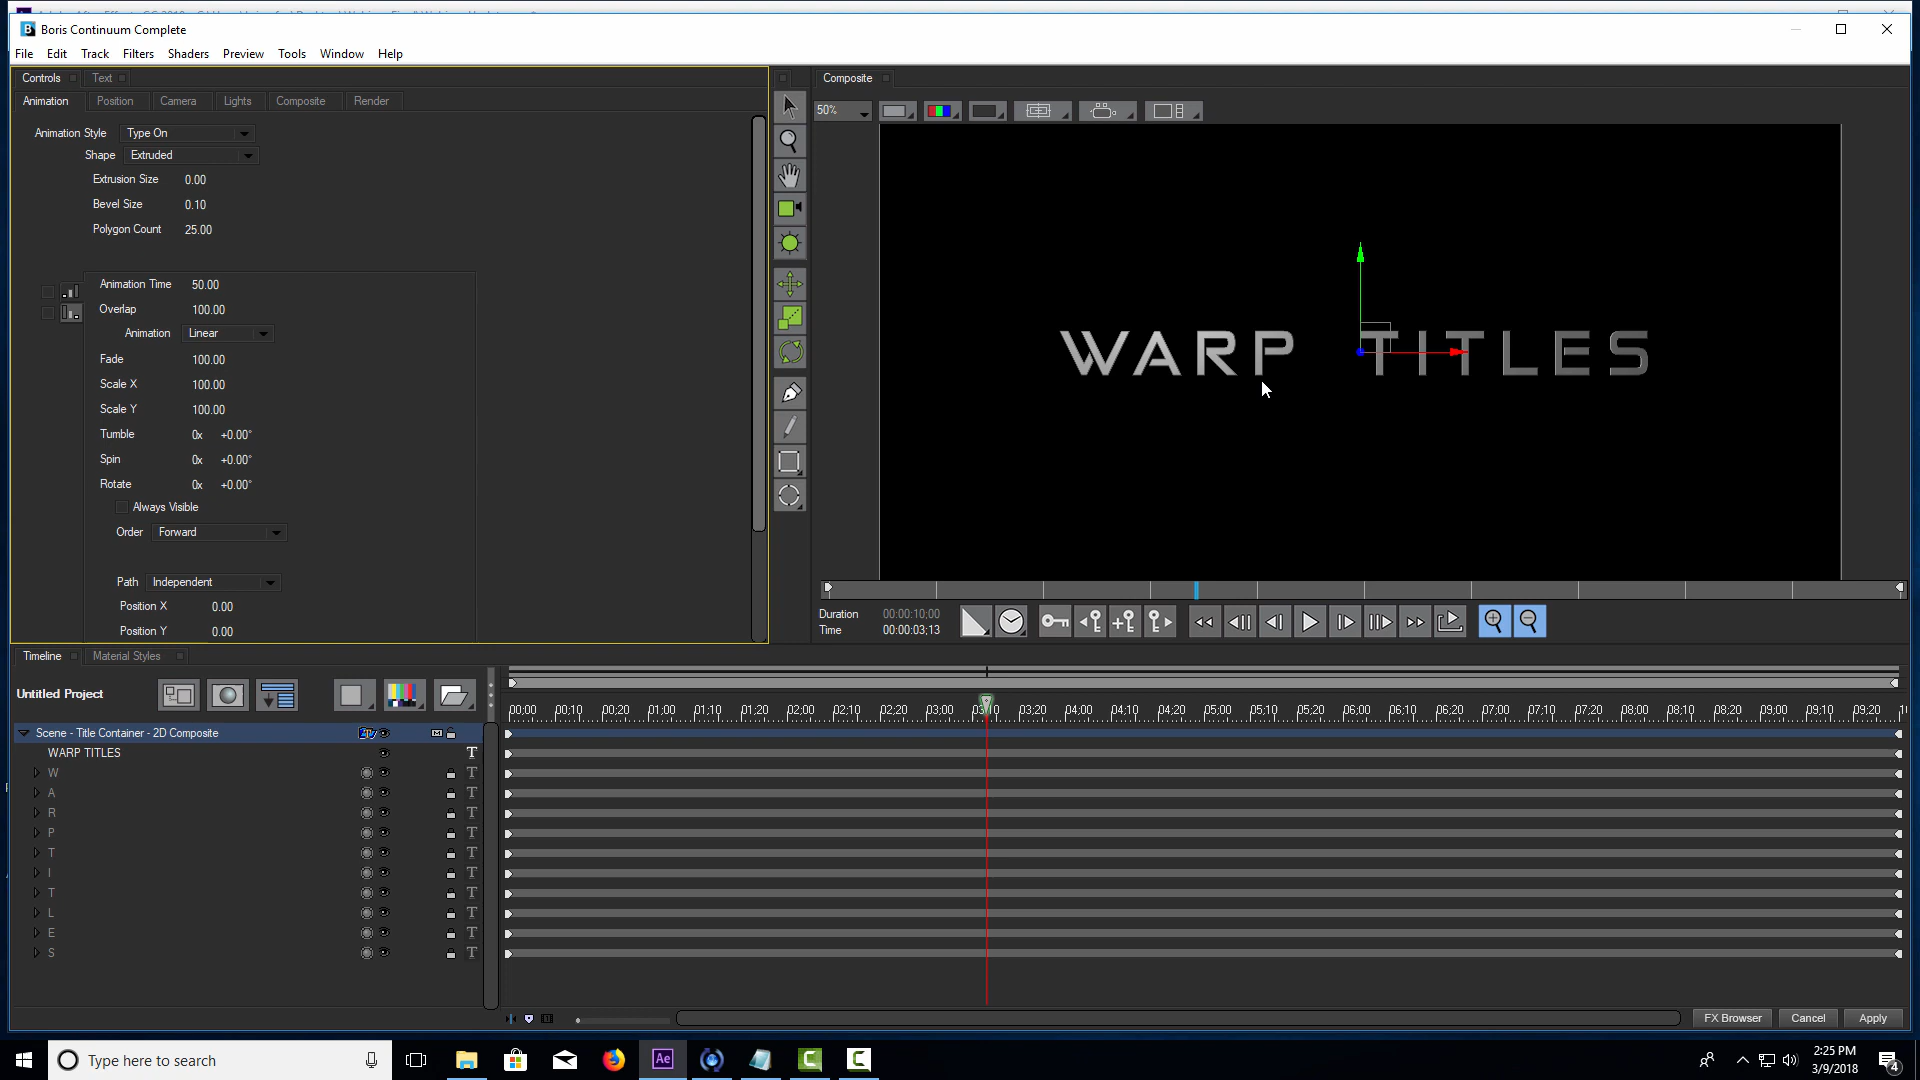 Boris Continuum Complete
File Edit Track Filters Shaders Preview Tools Window Help
Controls Text
Animation Position Camera Lights Composite Render
Animation Style Type On
Shape Extruded
Extrusion Size 0.00
Bevel Size 0.10
Polygon Count 25.00
Animation Time 50.00
Overlap 100.00
Animation Linear
Fade 100.00
Scale X 100.00
Scale Y 100.00
Tumble 0x +0.00°
Spin 0x +0.00°
Rotate 0x +0.00°
Always Visible
Order Forward
Path Independent
Position X 0.00
Position Y 0.00
Composite
50%
WARP TITLES
Duration 00:00:10;00
Time 00:00:03;13
Timeline Material Styles
Untitled Project
00;00 00;10 00;20 01;00 01;10 01;20 02;00 02;10 02;20 03;00 03;20 04;00 04;10 04;20 05;00 05;10 05;20 06;00 06;10 06;20 07;00 07;10 07;20 08;00 08;10 08;20 09;00 09;10 09;20
Scene - Title Container - 2D Composite
WARP TITLES T
W T
A T
R T
P T
T T
I T
T T
L T
E T
S T
FX Browser Cancel Apply
Type here to search
Ae
C
C
2:25 PM
3/9/2018
4